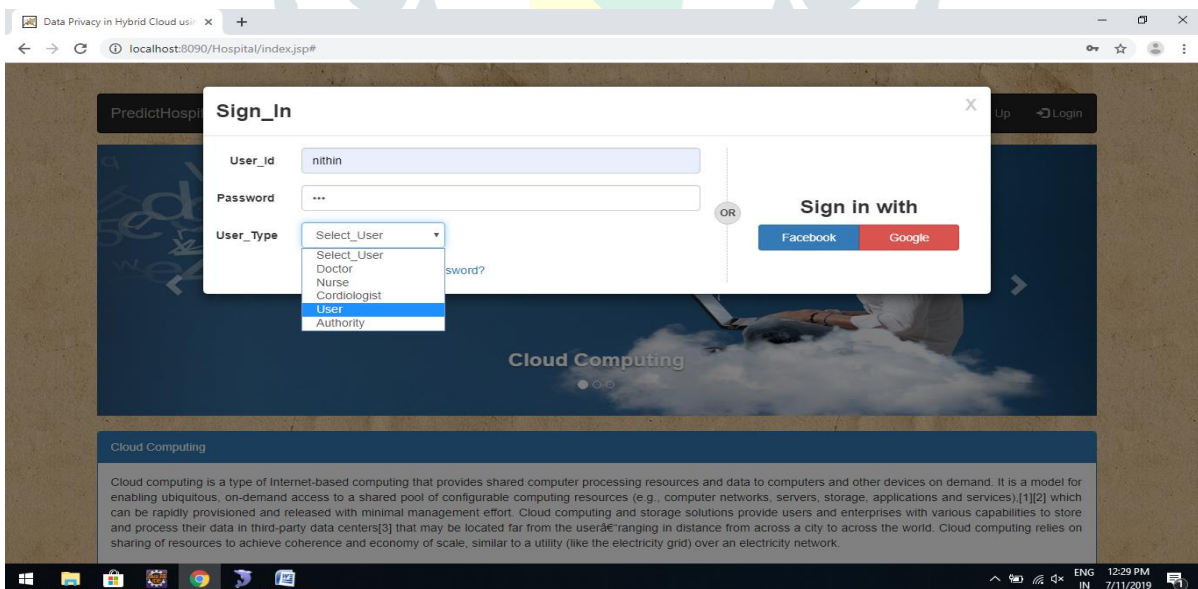 Data Privacy in Hybrid Cloud usin
localhost:8090/Hospital/index.jsp#
PredictHospi
Up Login
Sign_In
X
User_Id nithin
Password •••
User_Type Select_User
Select_User
Doctor
Nurse
Cordiologist
User
Authority
sword?
OR
Sign in with
Facebook Google
Cloud Computing
Cloud Computing
Cloud computing is a type of Internet-based computing that provides shared computer processing resources and data to computers and other devices on demand. It is a model for
enabling ubiquitous, on-demand access to a shared pool of configurable computing resources (e.g., computer networks, servers, storage, applications and services),[1][2] which
can be rapidly provisioned and released with minimal management effort. Cloud computing and storage solutions provide users and enterprises with various capabilities to store
and process their data in third-party data centers[3] that may be located far from the userâ€"ranging in distance from across a city to across the world. Cloud computing relies on
sharing of resources to achieve coherence and economy of scale, similar to a utility (like the electricity grid) over an electricity network.
ENG 12:29 PM
IN 7/11/2019